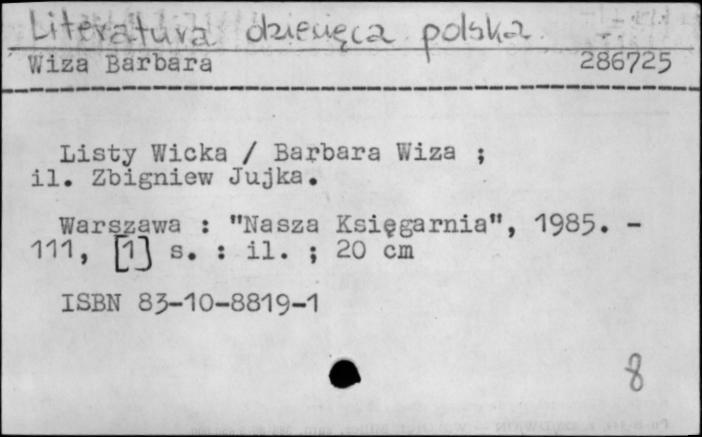 Literatura dziecięca polska
Wiza Barbara 286725
Listy Wicka / Barbara Wiza ;
il. Zbigniew Jujka.
Warszawa : "Nasza Księgarnia", 1985. -
111, [1] s. : il. ; 20 cm
ISBN 83-10-8819-1
8